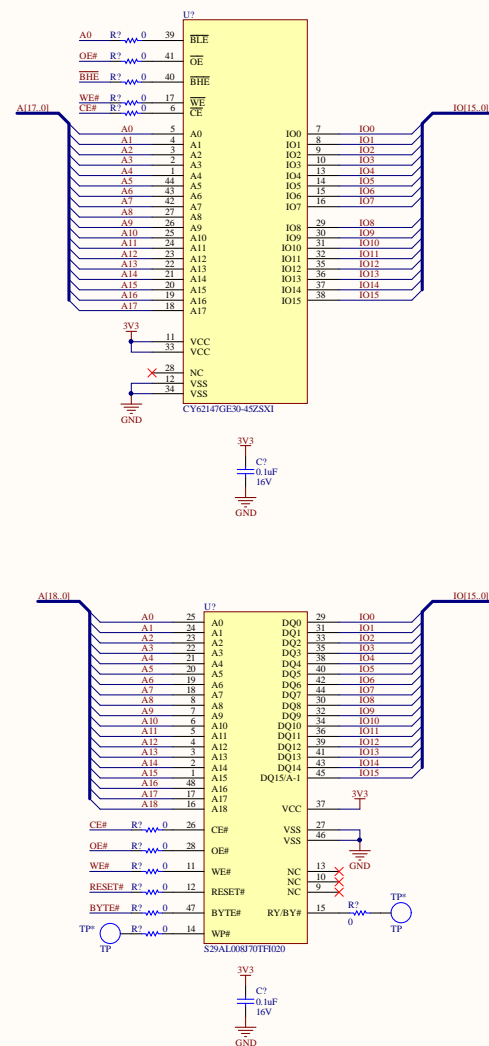 U?
A0 R? 0 39 BLE
OE# R? 0 41 OE
BHE R? 0 40 BHE
WE# R? 0 17 WE
CE# R? 0 6 CE
A[17..0] IO[15..0]
A0 5 A0 IO0 7 IO0
A1 4 A1 IO1 8 IO1
A2 3 A2 IO2 9 IO2
A3 2 A3 IO3 10 IO3
A4 1 A4 IO4 13 IO4
A5 44 A5 IO5 14 IO5
A6 43 A6 IO6 15 IO6
A7 42 A7 IO7 16 IO7
A8 27 A8
A9 26 A9 IO8 29 IO8
A10 25 A10 IO9 30 IO9
A11 24 A11 IO10 31 IO10
A12 23 A12 IO11 32 IO11
A13 22 A13 IO12 35 IO12
A14 21 A14 IO13 36 IO13
A15 20 A15 IO14 37 IO14
A16 19 A16 IO15 38 IO15
A17 18 A17
3V3
11 VCC
33 VCC
28 NC
12 VSS
34 VSS
GND
CY62147GE30-45ZSXI
3V3
C?
0.1uF
16V
GND
A[18..0] IO[15..0]
U?
A0 25 A0 DQ0 29 IO0
A1 24 A1 DQ1 31 IO1
A2 23 A2 DQ2 33 IO2
A3 22 A3 DQ3 35 IO3
A4 21 A4 DQ4 38 IO4
A5 20 A5 DQ5 40 IO5
A6 19 A6 DQ6 42 IO6
A7 18 A7 DQ7 44 IO7
A8 8 A8 DQ8 30 IO8
A9 7 A9 DQ9 32 IO9
A10 6 A10 DQ10 34 IO10
A11 5 A11 DQ11 36 IO11
A12 4 A12 DQ12 39 IO12
A13 3 A13 DQ13 41 IO13
A14 2 A14 DQ14 43 IO14
A15 1 A15 DQ15/A-1 45 IO15
A16 48 A16
A17 17 A17 3V3
A18 16 A18 VCC 37
CE# R? 0 26 CE# VSS 27
VSS 46
OE# R? 0 28 OE# GND
WE# R? 0 11 WE# NC 13
NC 10
RESET# R? 0 12 RESET# NC 9
BYTE# R? 0 47 BYTE# RY/BY# 15 R? 0 TP* TP
TP* TP R? 0 14 WP#
S29AL008J70TFI020
3V3
C?
0.1uF
16V
GND